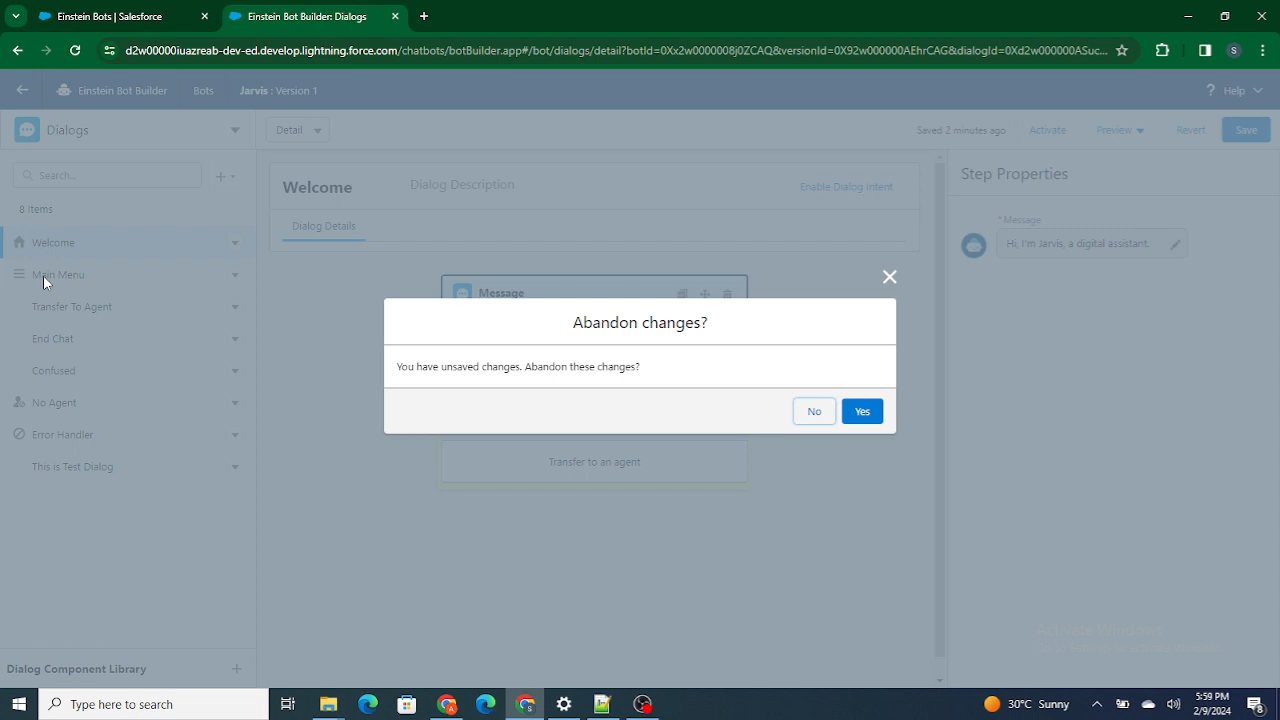 Einstein Bots | Salesforce
Einstein Bot Builder: Dialogs
d2w00000iuazreab-dev-ed.develop.lightning.force.com/chatbots/botBuilder.app#/bot/dialogs/detail?botId=0Xx2w0000008j0ZCAQ&versionId=0X92w000000AEhrCAG&dialogId=0Xd2w000000ASuc...
S
Einstein Bot Builder
Bots
Jarvis : Version 1
? Help
Dialogs
Detail
Saved 2 minutes ago
Activate
Preview
Revert
Save
Search...
8 Items
Welcome
Main Menu
Transfer To Agent
End Chat
Confused
No Agent
Error Handler
This is Test Dialog
Dialog Component Library
Welcome
Dialog Description
Enable Dialog Intent
Dialog Details
Message
Abandon changes?
You have unsaved changes. Abandon these changes?
No
Yes
Transfer to an agent
Step Properties
* Message
Hi, I'm Jarvis, a digital assistant.
Activate Windows
Type here to search
30°C Sunny
5:59 PM
2/9/2024
8